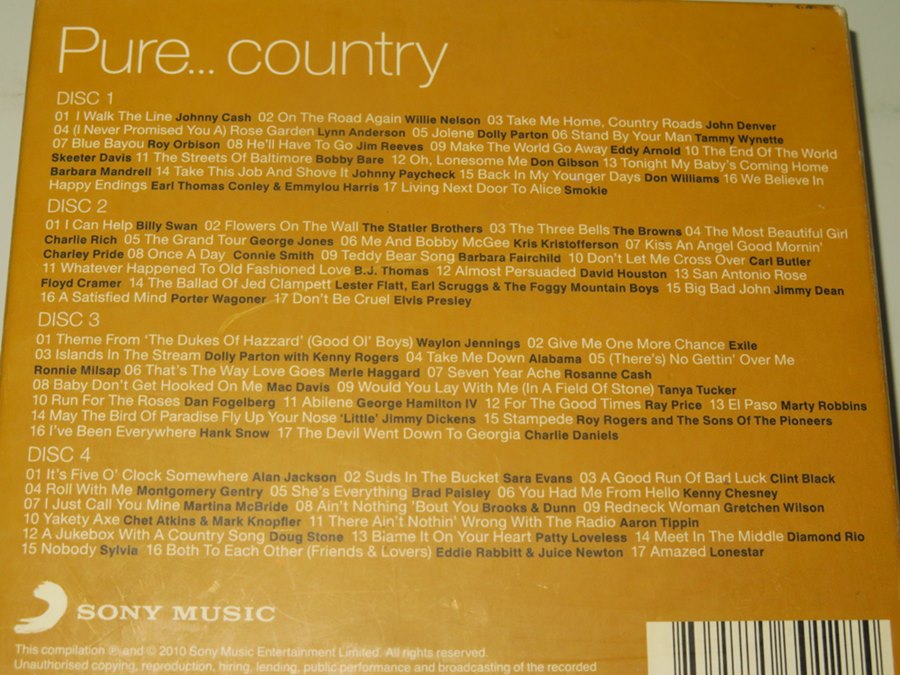 Pure... country
DISC 1
01 I Walk The Line Johnny Cash 02 On The Road Again Willie Nelson 03 Take Me Home, Country Roads John Denver
04 (I Never Promised You A) Rose Garden Lynn Anderson 05 Jolene Dolly Parton 06 Stand By Your Man Tammy Wynette
07 Blue Bayou Roy Orbison 08 He'll Have To Go Jim Reeves 09 Make The World Go Away Eddy Arnold 10 The End Of The World
Skeeter Davis 11 The Streets Of Baltimore Bobby Bare 12 Oh, Lonesome Me Don Gibson 13 Tonight My Baby's Coming Home
Barbara Mandrell 14 Take This Job And Shove It Johnny Paycheck 15 Back In My Younger Days Don Williams 16 We Believe In
Happy Endings Earl Thomas Conley & Emmylou Harris 17 Living Next Door To Alice Smokie
DISC 2
01 I Can Help Billy Swan 02 Flowers On The Wall The Statler Brothers 03 The Three Bells The Browns 04 The Most Beautiful Girl
Charlie Rich 05 The Grand Tour George Jones 06 Me And Bobby McGee Kris Kristofferson 07 Kiss An Angel Good Mornin'
Charley Pride 08 Once A Day Connie Smith 09 Teddy Bear Song Barbara Fairchild 10 Don't Let Me Cross Over Carl Butler
11 Whatever Happened To Old Fashioned Love B.J. Thomas 12 Almost Persuaded David Houston 13 San Antonio Rose
Floyd Cramer 14 The Ballad Of Jed Clampett Lester Flatt, Earl Scruggs & The Foggy Mountain Boys 15 Big Bad John Jimmy Dean
16 A Satisfied Mind Porter Wagoner 17 Don't Be Cruel Elvis Presley
DISC 3
01 Theme From 'The Dukes Of Hazzard' (Good Ol' Boys) Waylon Jennings 02 Give Me One More Chance Exile
03 Islands In The Stream Dolly Parton with Kenny Rogers 04 Take Me Down Alabama 05 (There's) No Gettin' Over Me
Ronnie Milsap 06 That's The Way Love Goes Merle Haggard 07 Seven Year Ache Rosanne Cash
08 Baby Don't Get Hooked On Me Mac Davis 09 Would You Lay With Me (In A Field Of Stone) Tanya Tucker
10 Run For The Roses Dan Fogelberg 11 Abilene George Hamilton IV 12 For The Good Times Ray Price 13 El Paso Marty Robbins
14 May The Bird Of Paradise Fly Up Your Nose 'Little' Jimmy Dickens 15 Stampede Roy Rogers and The Sons Of The Pioneers
16 I've Been Everywhere Hank Snow 17 The Devil Went Down To Georgia Charlie Daniels
DISC 4
01 It's Five O' Clock Somewhere Alan Jackson 02 Suds In The Bucket Sara Evans 03 A Good Run Of Bad Luck Clint Black
04 Roll With Me Montgomery Gentry 05 She's Everything Brad Paisley 06 You Had Me From Hello Kenny Chesney
07 I Just Call You Mine Martina McBride 08 Ain't Nothing 'Bout You Brooks & Dunn 09 Redneck Woman Gretchen Wilson
10 Yakety Axe Chet Atkins & Mark Knopfler 11 There Ain't Nothin' Wrong With The Radio Aaron Tippin
12 A Jukebox With A Country Song Doug Stone 13 Blame It On Your Heart Patty Loveless 14 Meet In The Middle Diamond Rio
15 Nobody Sylvia 16 Both To Each Other (Friends & Lovers) Eddie Rabbitt & Juice Newton 17 Amazed Lonestar
SONY MUSIC
This compilation ℗ and © 2010 Sony Music Entertainment Limited. All rights reserved.
Unauthorised copying, reproduction, hiring, lending, public performance and broadcasting of the recorded